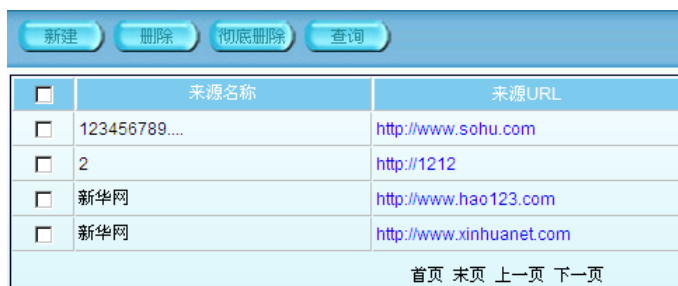 新建 删除 彻底删除 查询
来源名称 来源URL
123456789.... http://www.sohu.com
2 http://1212
新华网 http://www.hao123.com
新华网 http://www.xinhuanet.com
首页 末页 上一页 下一页